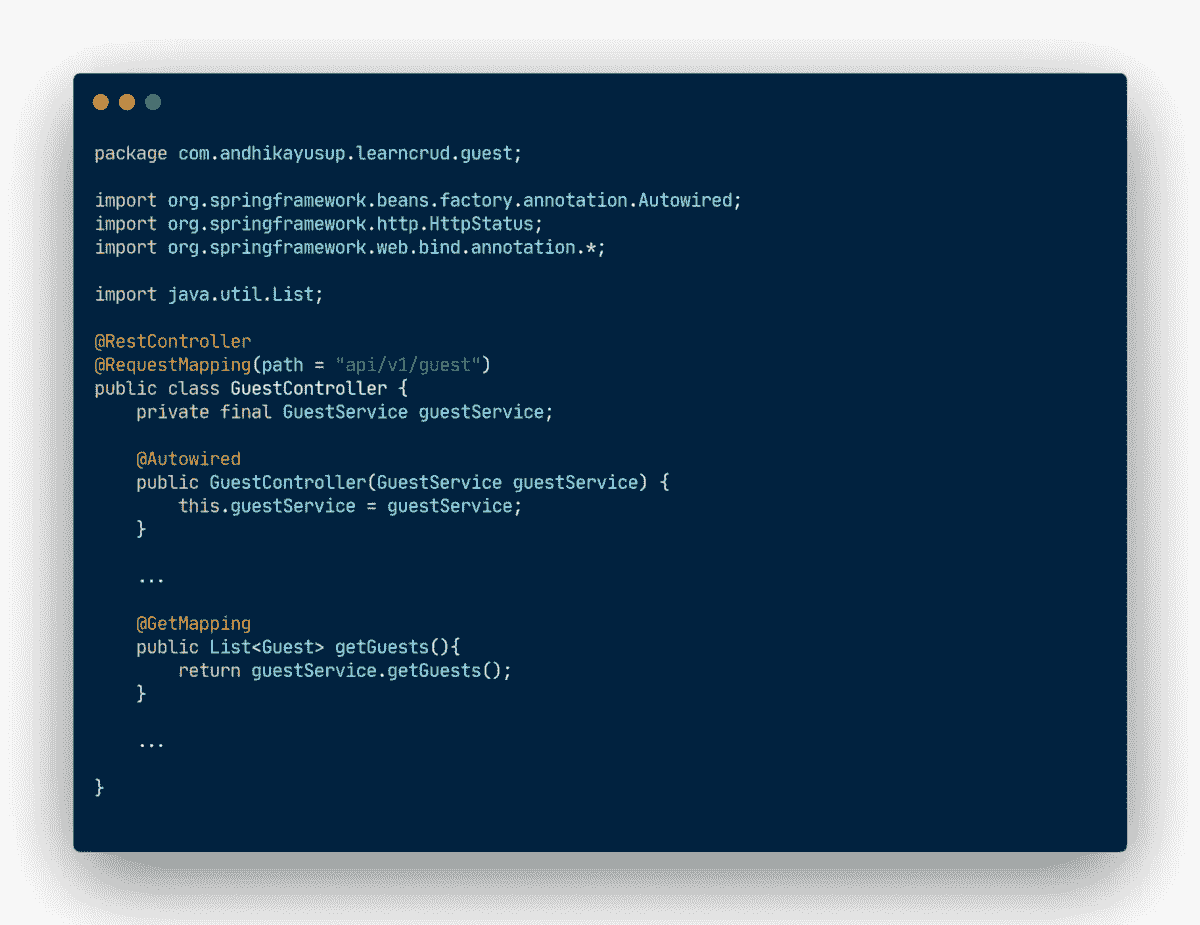 package com.andhikayusup.learncrud.guest;
import org.springframework.beans.factory.annotation.Autowired;
import org.springframework.http.HttpStatus;
import org.springframework.web.bind.annotation.*;
import java.util.List;
@RestController
@RequestMapping(path = "api/v1/guest")
public class GuestController {
    private final GuestService guestService;
    @Autowired
    public GuestController(GuestService guestService) {
        this.guestService = guestService;
    }
    ...
    @GetMapping
    public List<Guest> getGuests(){
        return guestService.getGuests();
    }
    ...
}